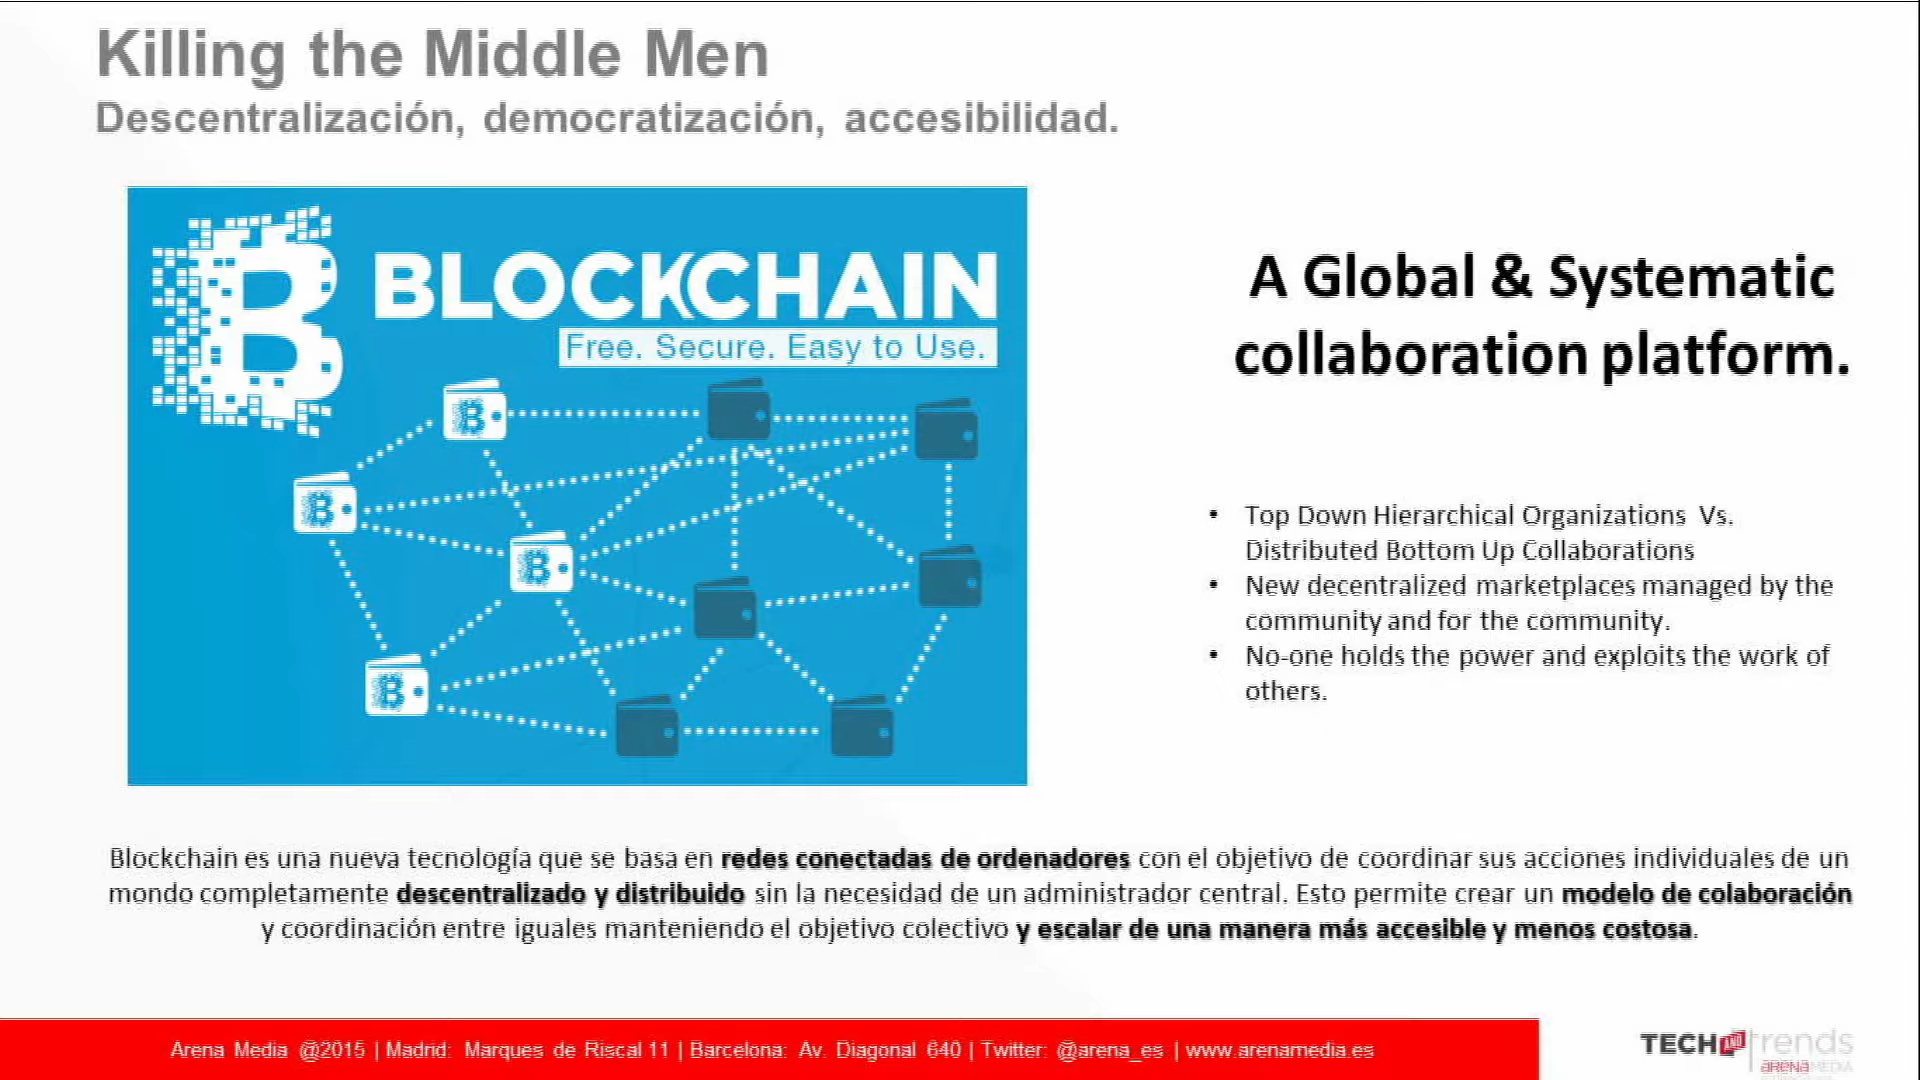 Killing the Middle Men
Descentralización, democratización, accesibilidad.
BLOCKCHAIN
Free. Secure. Easy to Use.
A Global & Systematic
collaboration platform.
• Top Down Hierarchical Organizations Vs.
Distributed Bottom Up Collaborations
• New decentralized marketplaces managed by the
community and for the community.
• No-one holds the power and exploits the work of
others.
Blockchain es una nueva tecnología que se basa en redes conectadas de ordenadores con el objetivo de coordinar sus acciones individuales de un
mondo completamente descentralizado y distribuido sin la necesidad de un administrador central. Esto permite crear un modelo de colaboración
y coordinación entre iguales manteniendo el objetivo colectivo y escalar de una manera más accesible y menos costosa.
Arena Media @2015 | Madrid: Marques de Riscal 11 | Barcelona: Av. Diagonal 640 | Twitter: @arena_es | www.arenamedia.es
TECH AND trends
arena MEDIA